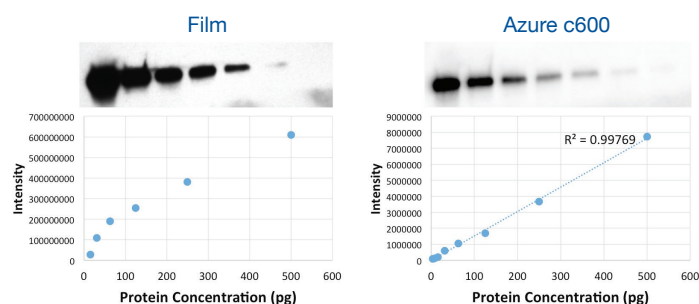 Film
700000000
600000000
500000000
400000000
300000000
200000000
100000000
0
Intensity
0 100 200 300 400 500 600
Protein Concentration (pg)
Azure c600
9000000
8000000
7000000
6000000
5000000
4000000
3000000
2000000
1000000
0
Intensity
R² = 0.99769
0 100 200 300 400 500 600
Protein Concentration (pg)